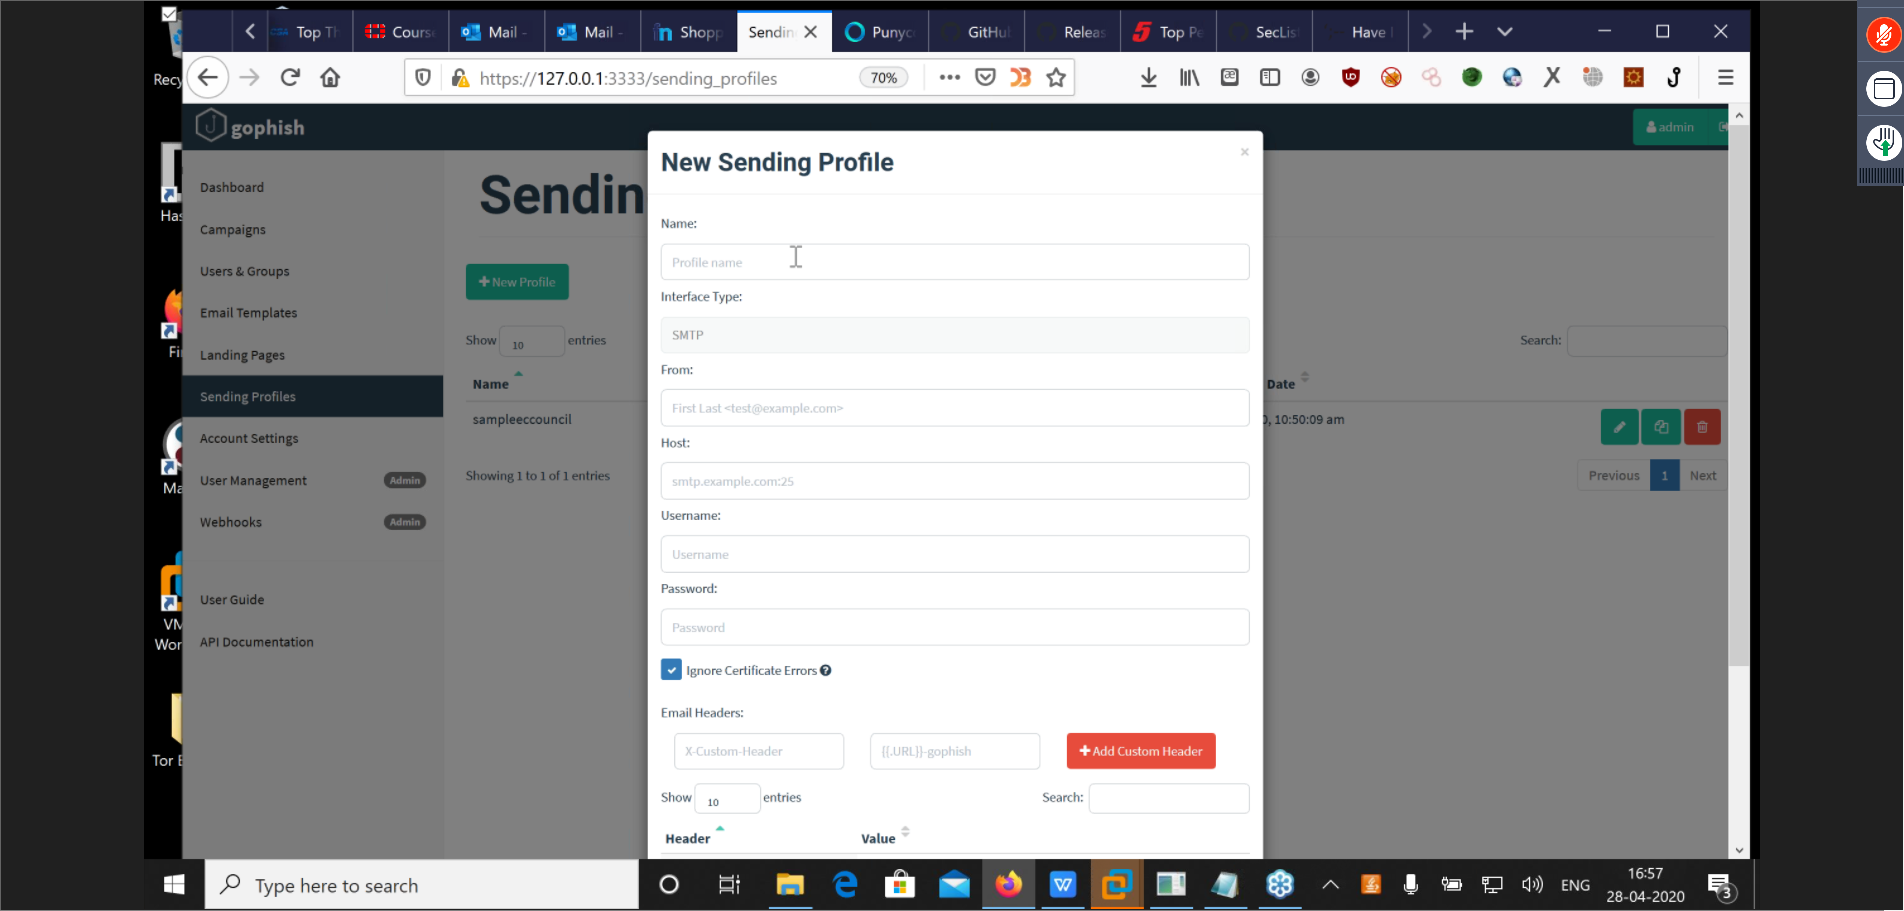 Top Th
Course
Mail -
Mail -
Shopp
Sendin
Punyc
GitHub
Releas
Top Pe
SecLis
Have I
https://127.0.0.1:3333/sending_profiles
70%
Recy
gophish
admin
New Sending Profile
Sendin
Dashboard
Campaigns
Users & Groups
Email Templates
Landing Pages
Sending Profiles
Account Settings
User Management Admin
Webhooks Admin
User Guide
API Documentation
Has
Fi
Ma
VM
Wor
Tor B
New Profile
Show 10 entries
Search:
Name
Date
sampleeccouncil
0, 10:50:09 am
Showing 1 to 1 of 1 entries
Previous 1 Next
Name:
Profile name
Interface Type:
SMTP
From:
First Last <test@example.com>
Host:
smtp.example.com:25
Username:
Username
Password:
Password
Ignore Certificate Errors
Email Headers:
X-Custom-Header
{{.URL}}-gophish
Add Custom Header
Show 10 entries
Search:
Header
Value
Type here to search
ENG
16:57
28-04-2020
3